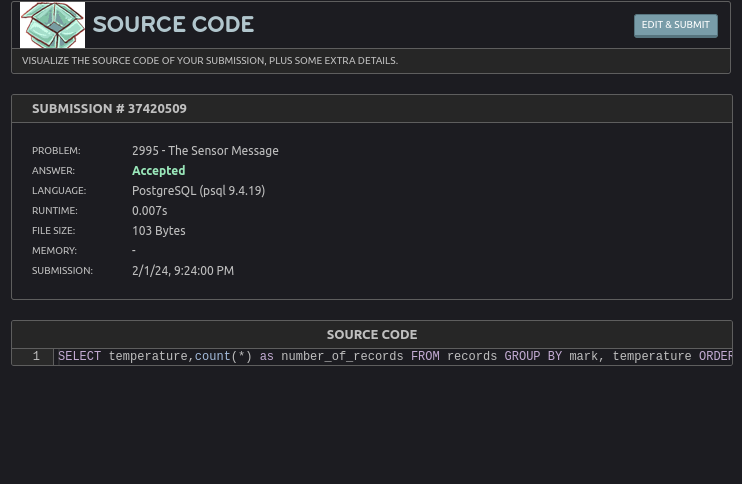 SOURCE CODE
EDIT & SUBMIT
VISUALIZE THE SOURCE CODE OF YOUR SUBMISSION, PLUS SOME EXTRA DETAILS.
SUBMISSION # 37420509
PROBLEM: 2995 - The Sensor Message
ANSWER: Accepted
LANGUAGE: PostgreSQL (psql 9.4.19)
RUNTIME: 0.007s
FILE SIZE: 103 Bytes
MEMORY: -
SUBMISSION: 2/1/24, 9:24:00 PM
SOURCE CODE
1 SELECT temperature,count(*) as number_of_records FROM records GROUP BY mark, temperature ORDER